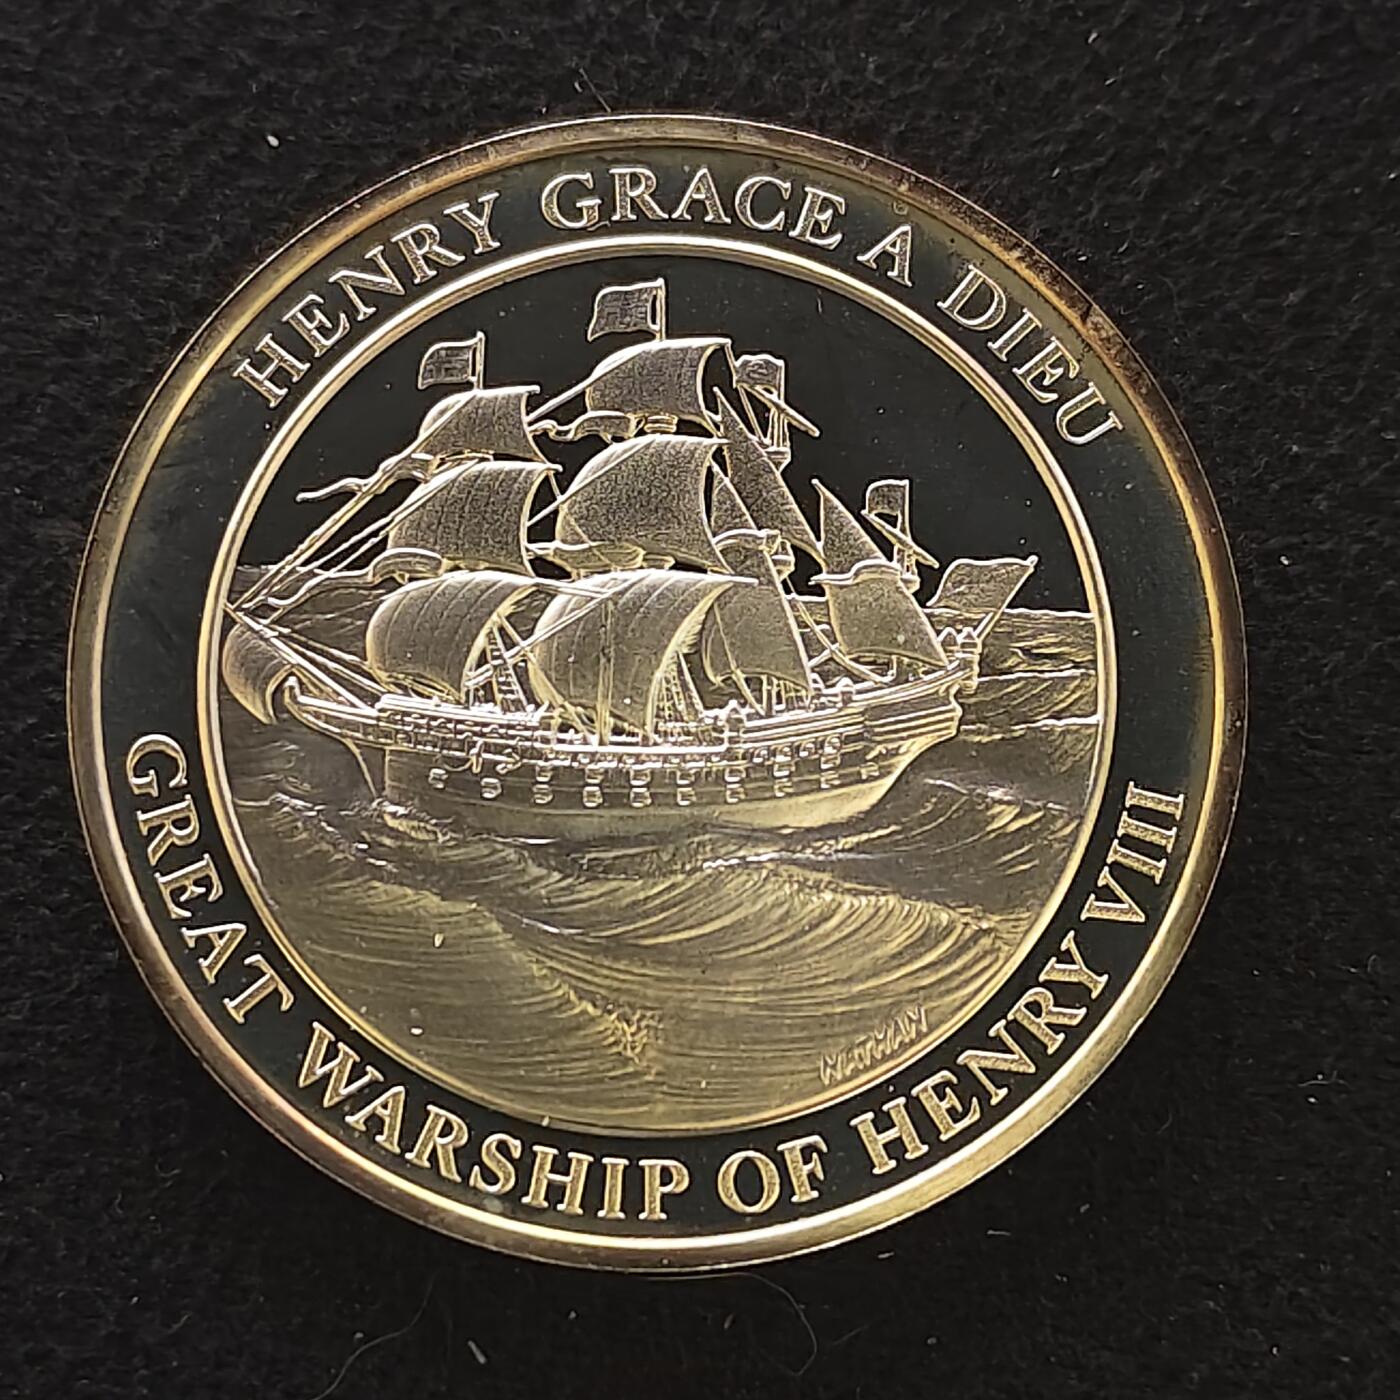 HENRY GRACE A DIEU
GREAT WARSHIP OF HENRY VIII